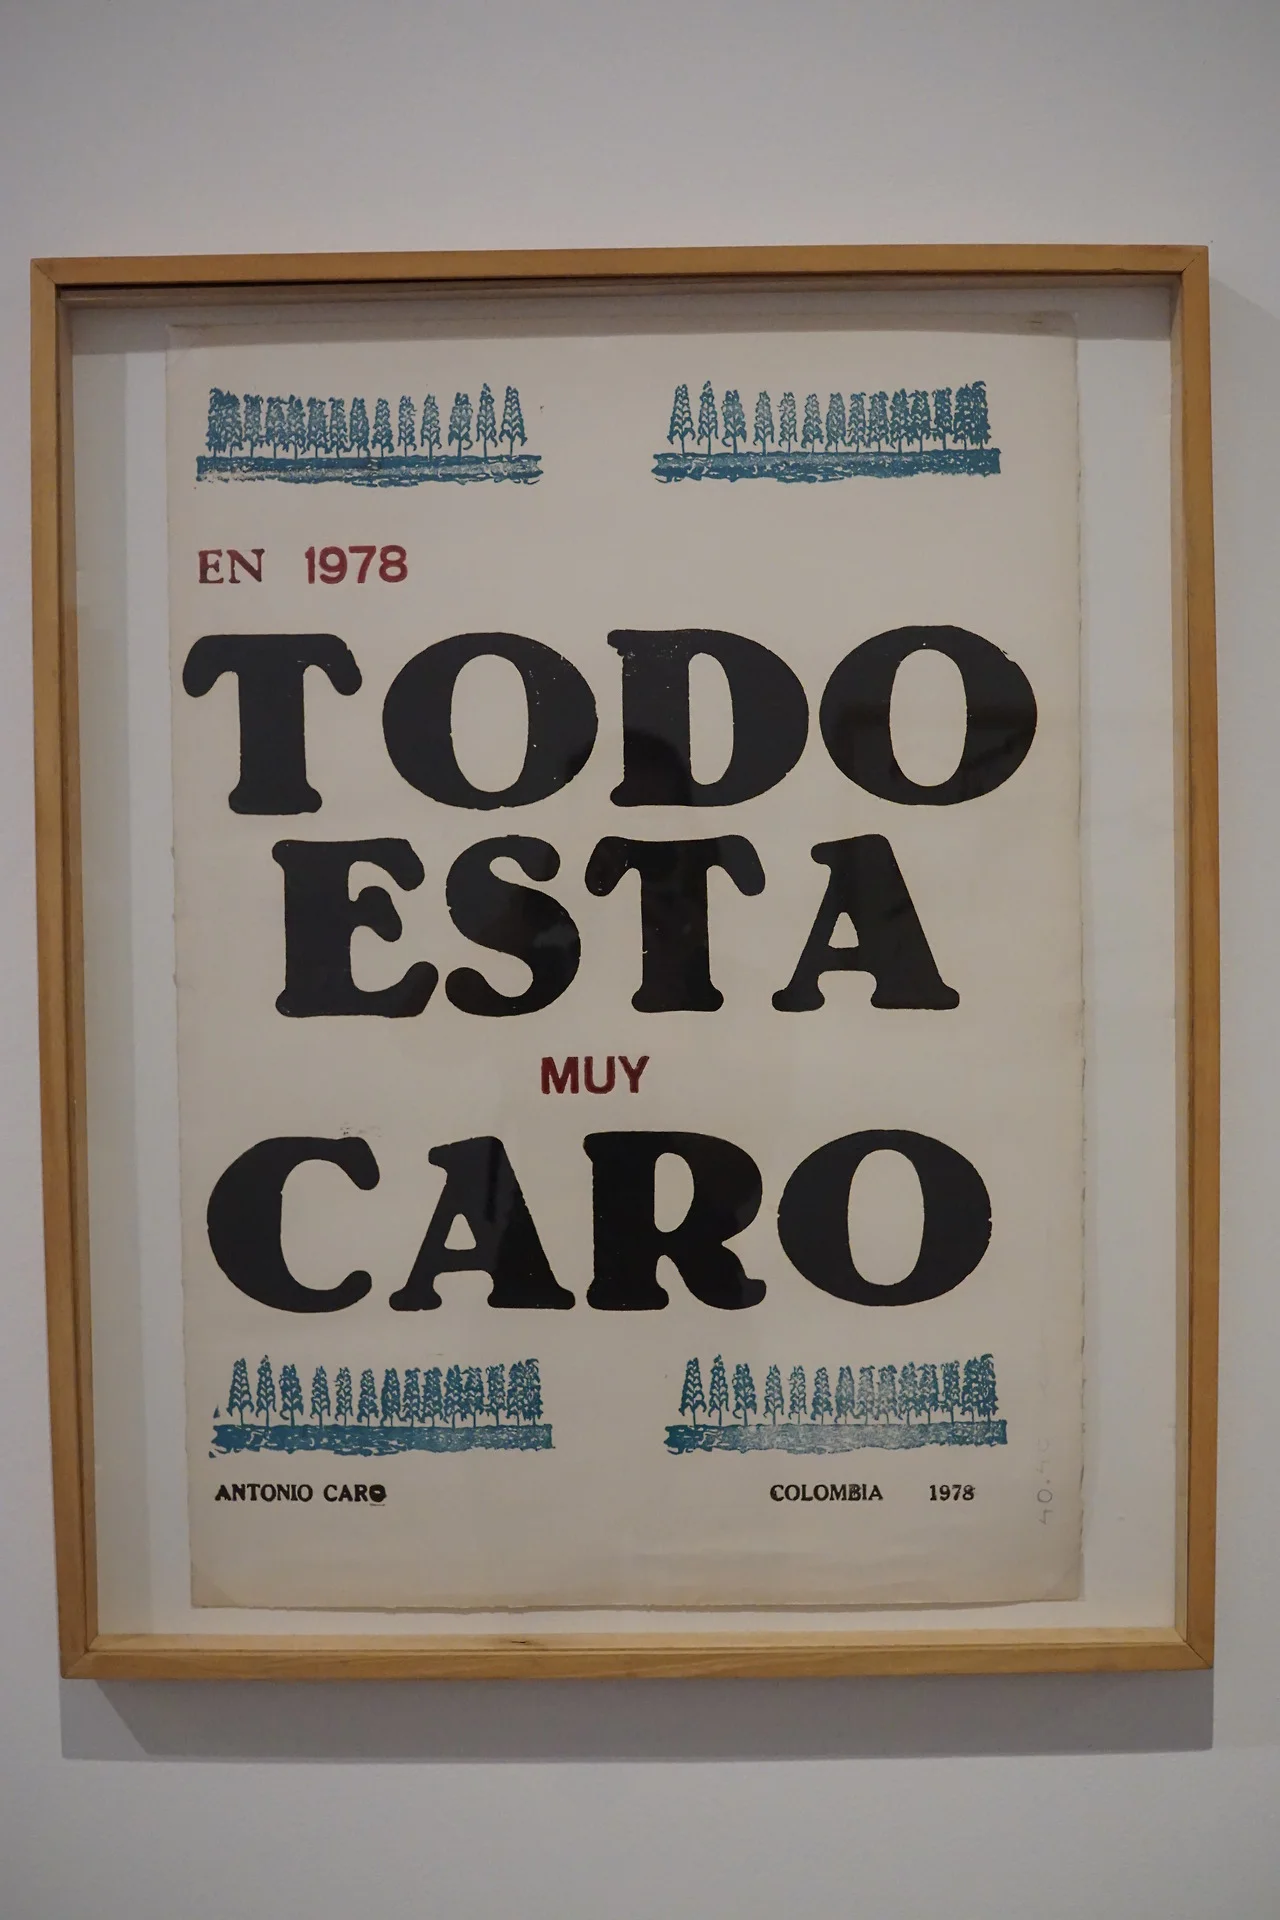 EN 1978
TODO
ESTA
MUY
CARO
ANTONIO CARO
COLOMBIA 1978